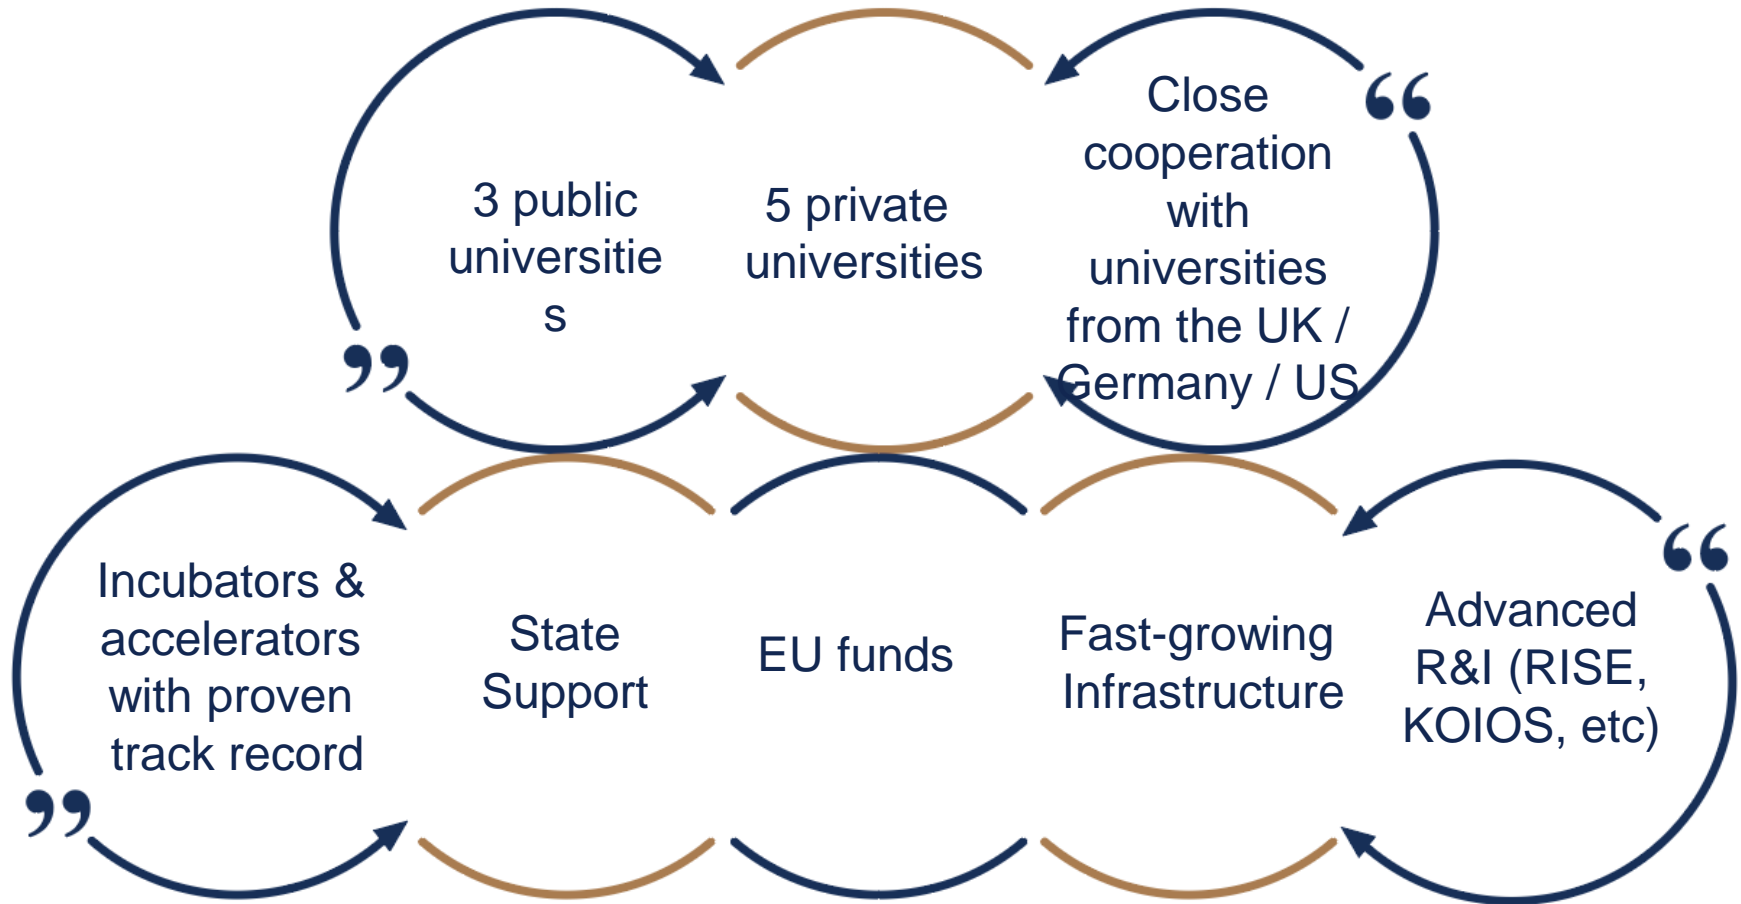 3 public
universitie
s
5 private
universities
Close
cooperation
with
universities
from the UK /
Germany / US
Incubators &
accelerators
with proven
track record
State
Support
EU funds
Fast-growing
Infrastructure
Advanced
R&I (RISE,
KOIOS, etc)